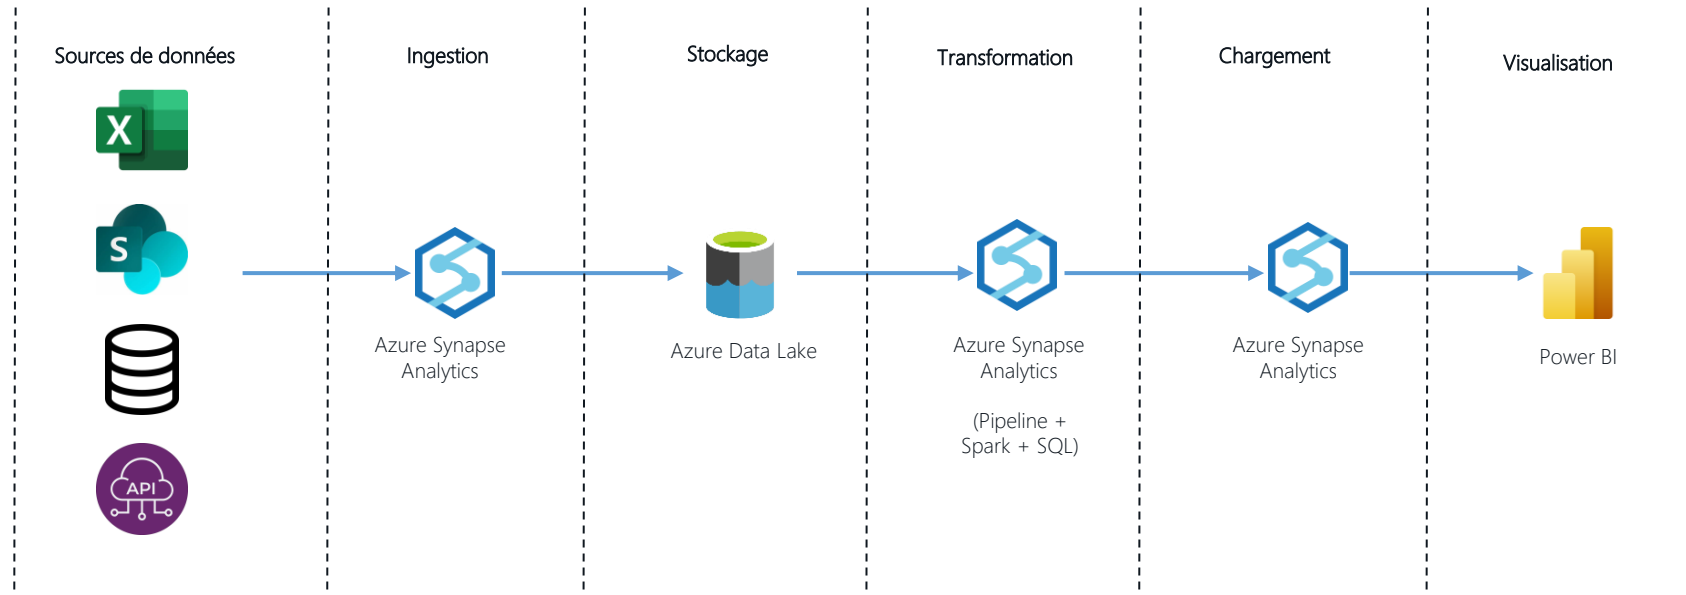 Sources de données
Ingestion
Stockage
Transformation
Chargement
Visualisation
X
S
API
Azure Synapse
Analytics
Azure Data Lake
Azure Synapse
Analytics
(Pipeline +
Spark + SQL)
Azure Synapse
Analytics
Power BI